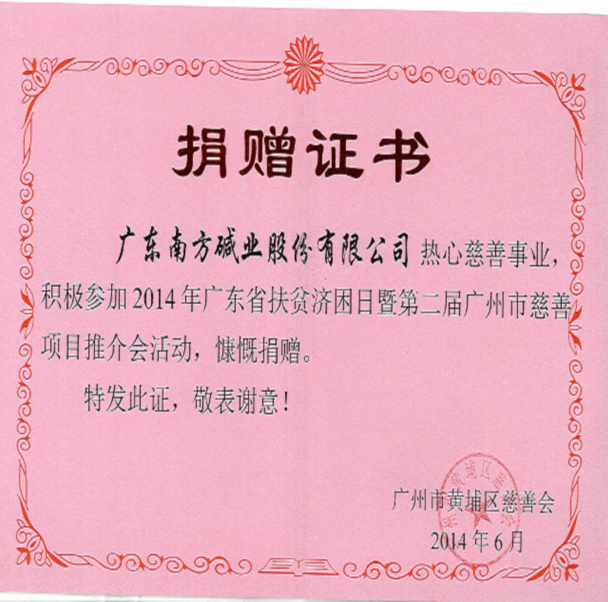 捐赠证书
广东南方碱业股份有限公司 热心慈善事业，
积极参加2014年广东省扶贫济困日暨第二届广州市慈善
项目推介会活动，慷慨捐赠。
特发此证，敬表谢意！
广州市黄埔区慈善会
2014年6月